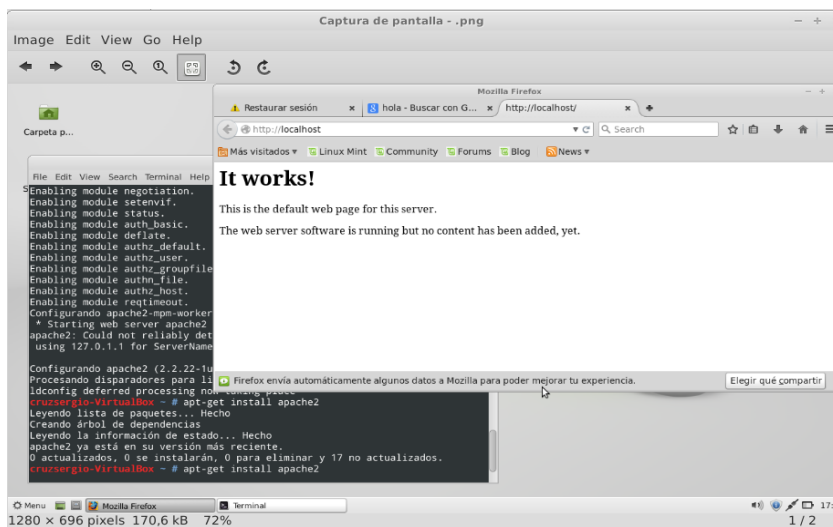 Captura de pantalla - .png
Image Edit View Go Help
Carpeta p...
Mozilla Firefox
Restaurar sesión
hola - Buscar con G...
http://localhost/
http://localhost
Search
Más visitados
Linux Mint
Community
Forums
Blog
News
It works!
This is the default web page for this server.
The web server software is running but no content has been added, yet.
Firefox envía automáticamente algunos datos a Mozilla para poder mejorar tu experiencia.
Elegir qué compartir
File Edit View Search Terminal Help
Enabling module negotiation.
Enabling module setenvif.
Enabling module status.
Enabling module auth_basic.
Enabling module deflate.
Enabling module authz_default.
Enabling module authz_user.
Enabling module authz_groupfile
Enabling module authn_file.
Enabling module authz_host.
Enabling module reqtimeout.
Configurando apache2-mpm-worker
* Starting web server apache2
apache2: Could not reliably det
using 127.0.1.1 for ServerName
Configurando apache2 (2.2.22-1u
Procesando disparadores para li
ldconfig deferred processing now taking place
cruzsergio-VirtualBox ~ # apt-get install apache2
Leyendo lista de paquetes... Hecho
Creando árbol de dependencias
Leyendo la información de estado... Hecho
apache2 ya está en su versión más reciente.
0 actualizados, 0 se instalarán, 0 para eliminar y 17 no actualizados.
cruzsergio-VirtualBox ~ # apt-get install apache2
Menu
Mozilla Firefox
Terminal
17:
1280 × 696 pixels 170,6 kB 72%
1 / 2